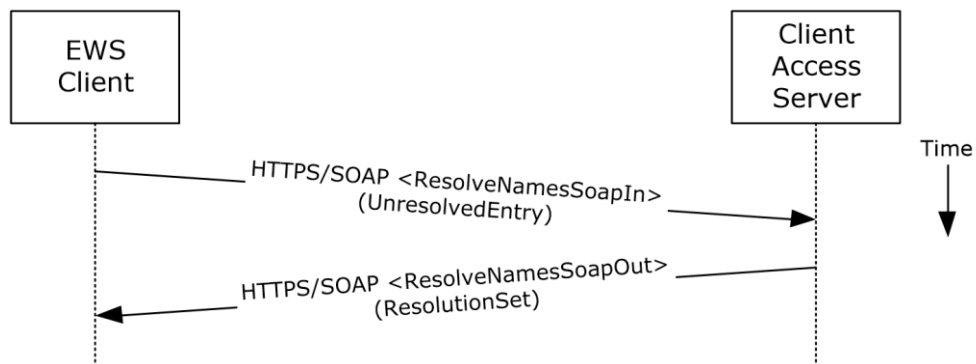 EWS
Client
Client
Access
Server
Time
HTTPS/SOAP <ResolveNamesSoapIn>
(UnresolvedEntry)
HTTPS/SOAP <ResolveNamesSoapOut>
(ResolutionSet)